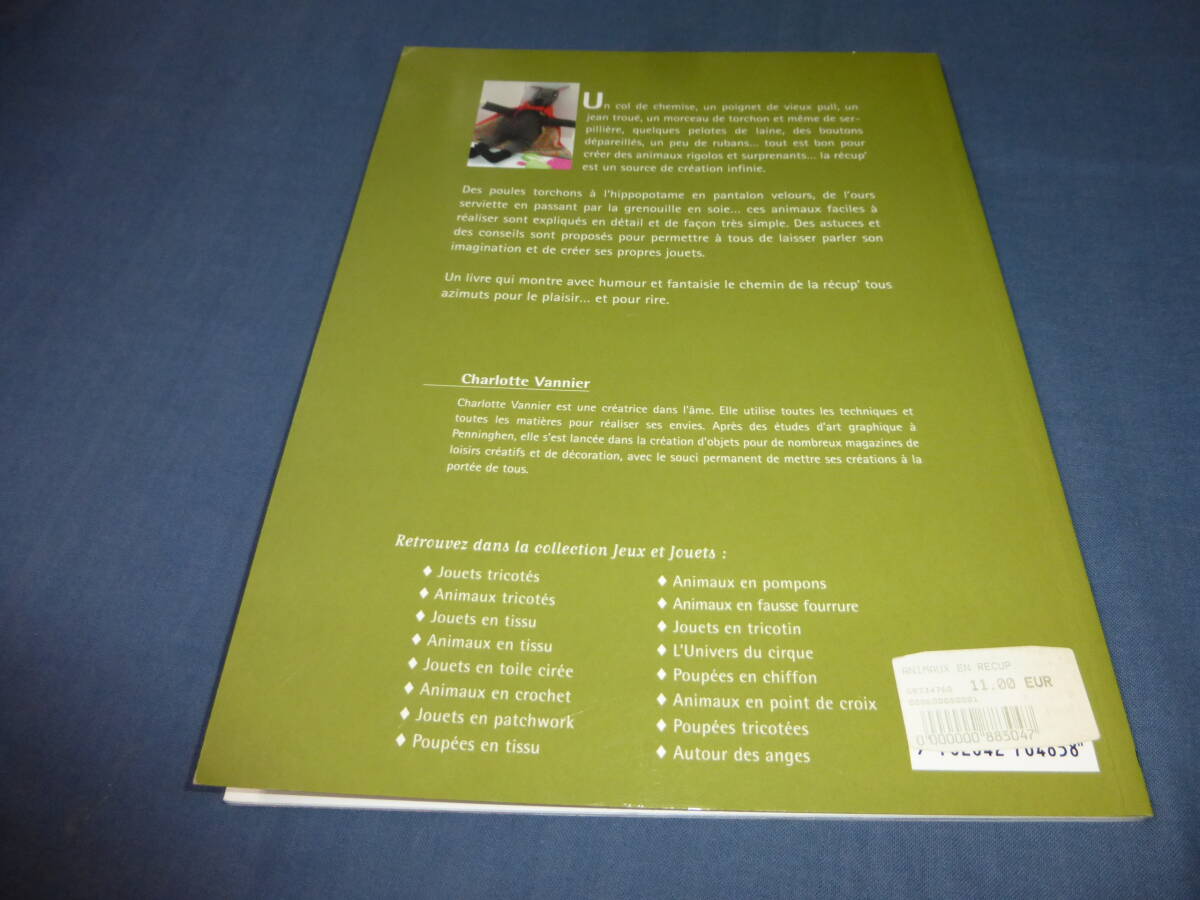 Un col de chemise, un poignet de vieux pull, un
jean troué, un morceau de torchon et même de ser-
pillière, quelques pelotes de laine, des boutons
dépareillés, un peu de rubans... tout est bon pour
créer des animaux rigolos et surprenants... la récup'
est un source de création infinie.
Des poules torchons à l'hippopotame en pantalon velours, de l'ours
serviette en passant par la grenouille en soie... ces animaux faciles à
réaliser sont expliqués en détail et de façon très simple. Des astuces et
des conseils sont proposés pour permettre à tous de laisser parler son
imagination et de créer ses propres jouets.
Un livre qui montre avec humour et fantaisie le chemin de la récup' tous
azimuts pour le plaisir... et pour rire.
Charlotte Vannier
Charlotte Vannier est une créatrice dans l'âme. Elle utilise toutes les techniques et
toutes les matières pour réaliser ses envies. Après des études d'art graphique à
Penninghen, elle s'est lancée dans la création d'objets pour de nombreux magazines de
loisirs créatifs et de décoration, avec le souci permanent de mettre ses créations à la
portée de tous.
Retrouvez dans la collection Jeux et Jouets :
♦ Jouets tricotés
♦ Animaux tricotés
♦ Jouets en tissu
♦ Animaux en tissu
♦ Jouets en toile cirée
♦ Animaux en crochet
♦ Jouets en patchwork
♦ Poupées en tissu
♦ Animaux en pompons
♦ Animaux en fausse fourrure
♦ Jouets en tricotin
♦ L'Univers du cirque
♦ Poupées en chiffon
♦ Animaux en point de croix
♦ Poupées tricotées
♦ Autour des anges
ANIMAUX EN RECUP
11.00 EUR
0 000000 885047